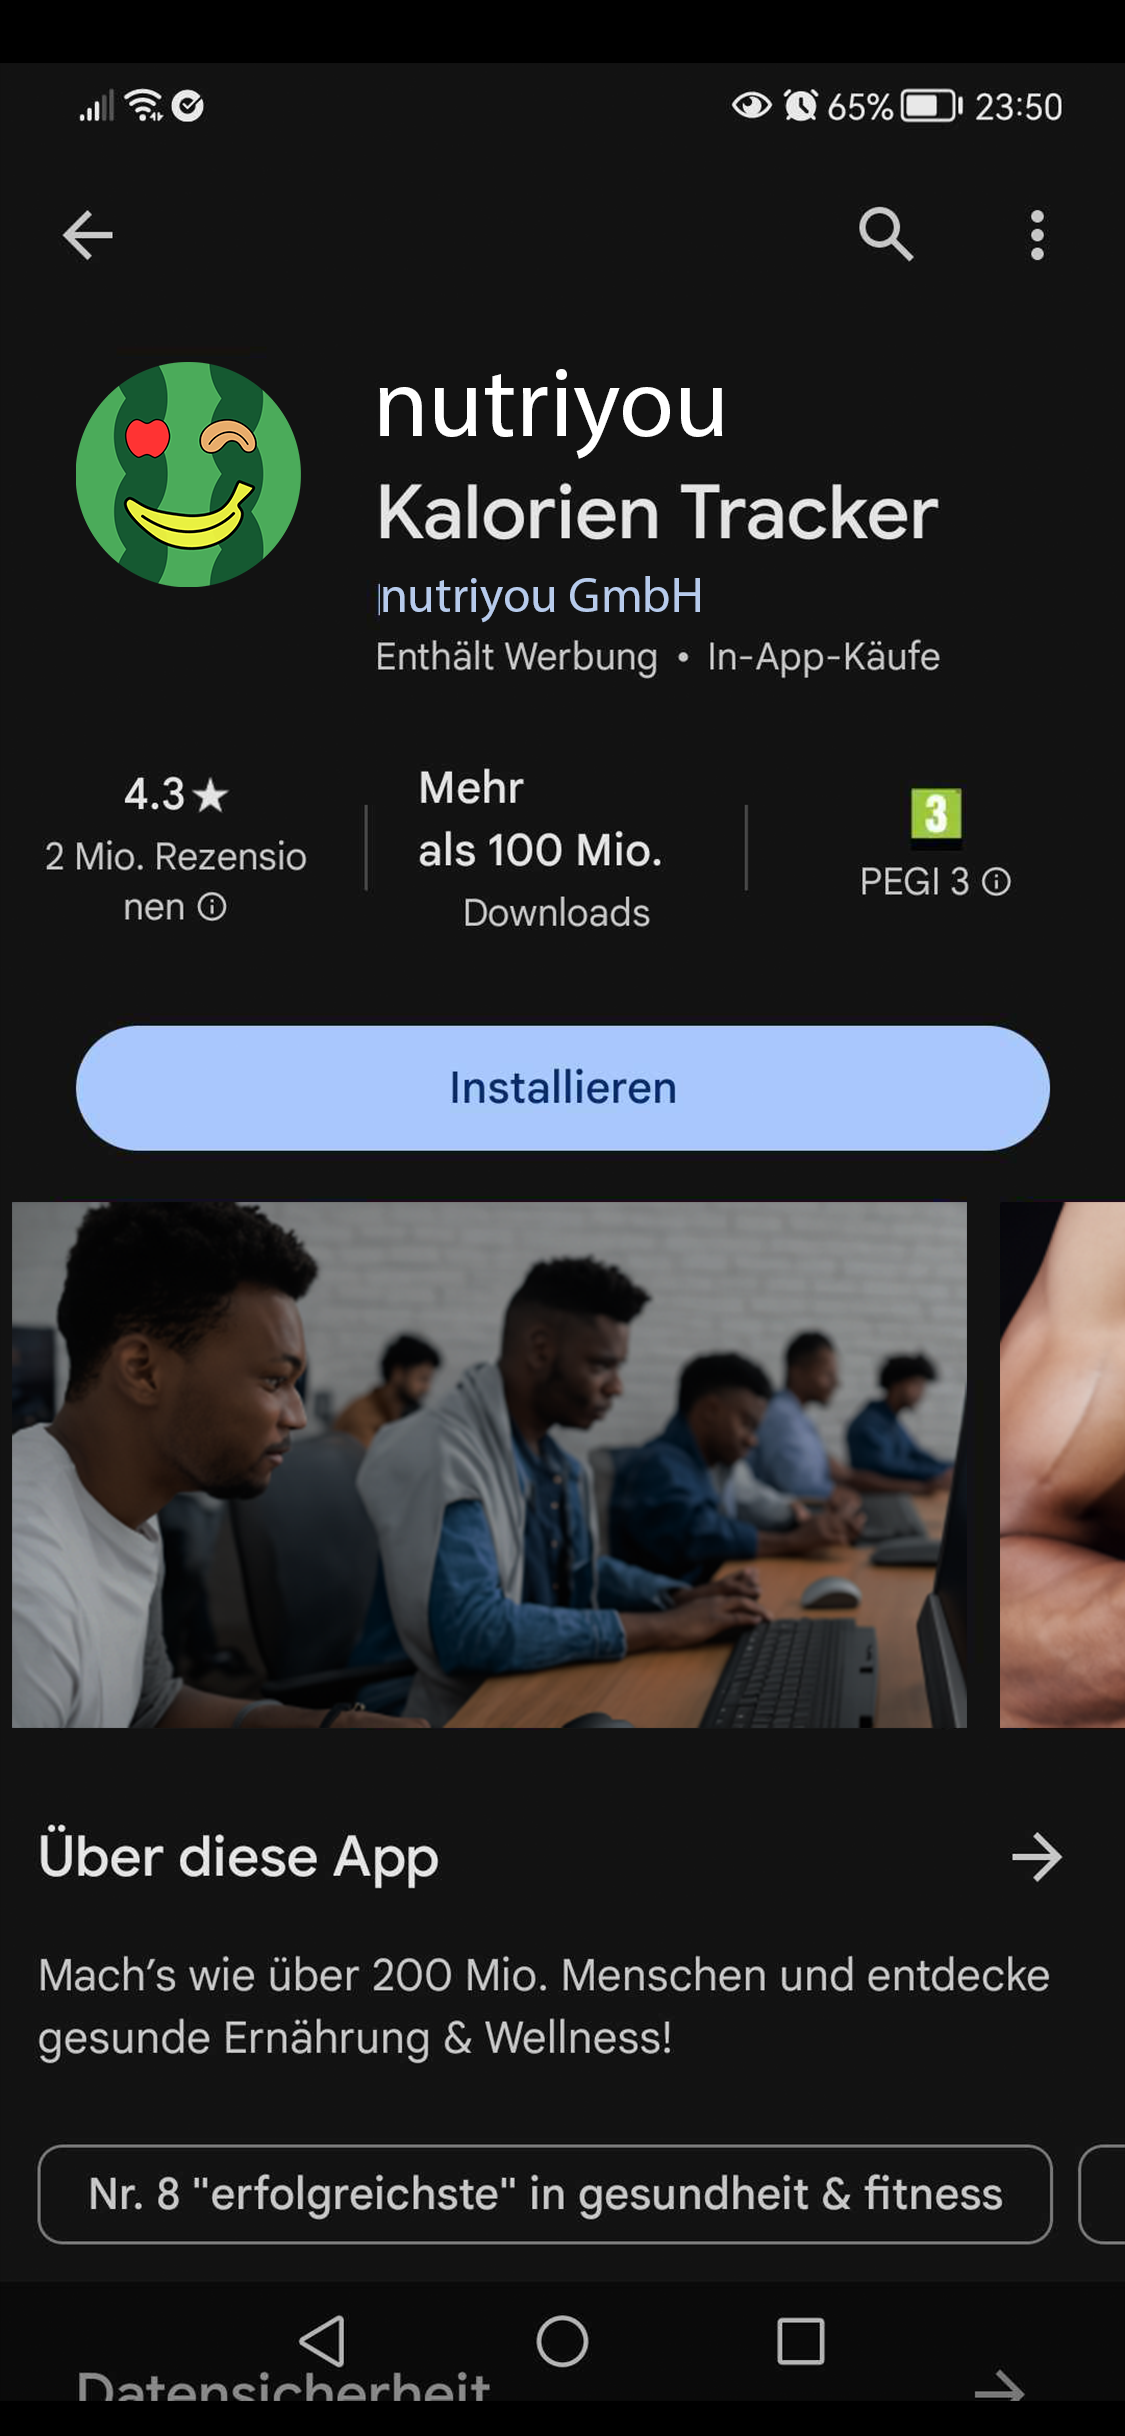 65% 23:50
nutriyou
Kalorien Tracker
nutriyou GmbH
Enthält Werbung • In-App-Käufe
4.3★
2 Mio. Rezensio
nen
Mehr
als 100 Mio.
Downloads
3
PEGI 3
Installieren
Über diese App
Mach’s wie über 200 Mio. Menschen und entdecke
gesunde Ernährung & Wellness!
Nr. 8 "erfolgreichste" in gesundheit & fitness
Datensicherheit